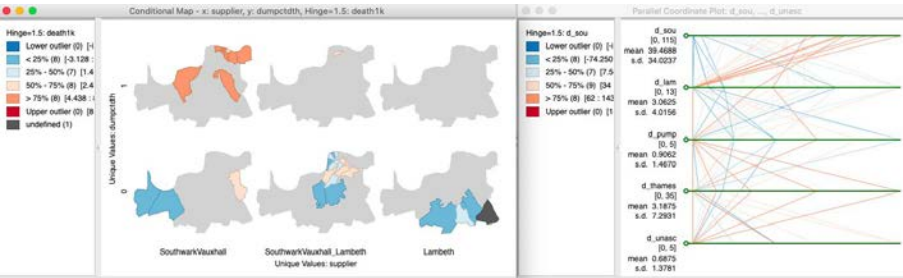 Conditional Map - x: supplier, y: dumpctdth, Hinge=1.5: death1k
Hinge=1.5: death1k
Lower outlier (0)
< 25% (8) [-3.128 :
25% - 50% (7) [1.4
50% - 75% (8) [2.4
> 75% (8) [4.438 :
Upper outlier (0) [8
undefined (1)
Unique Values: dumpctdth
1
0
SouthwarkVauxhall
SouthwarkVauxhall_Lambeth
Lambeth
Unique Values: supplier
Parallel Coordinate Plot: d_sou, ..., d_unasc
Hinge=1.5: d_sou
Lower outlier (0)
< 25% (8) [-74.250
25% - 50% (8) [7.5
50% - 75% (9) [34
> 75% (8) [62 : 143
Upper outlier (0) [1
d_sou
[0, 115]
mean 39.4688
s.d. 34.0237
d_lam
[0, 13]
mean 3.0625
s.d. 4.0156
d_pump
[0, 5]
mean 0.9062
s.d. 1.4670
d_thames
[0, 35]
mean 3.1875
s.d. 7.2931
d_unasc
[0, 5]
mean 0.6875
s.d. 1.3781